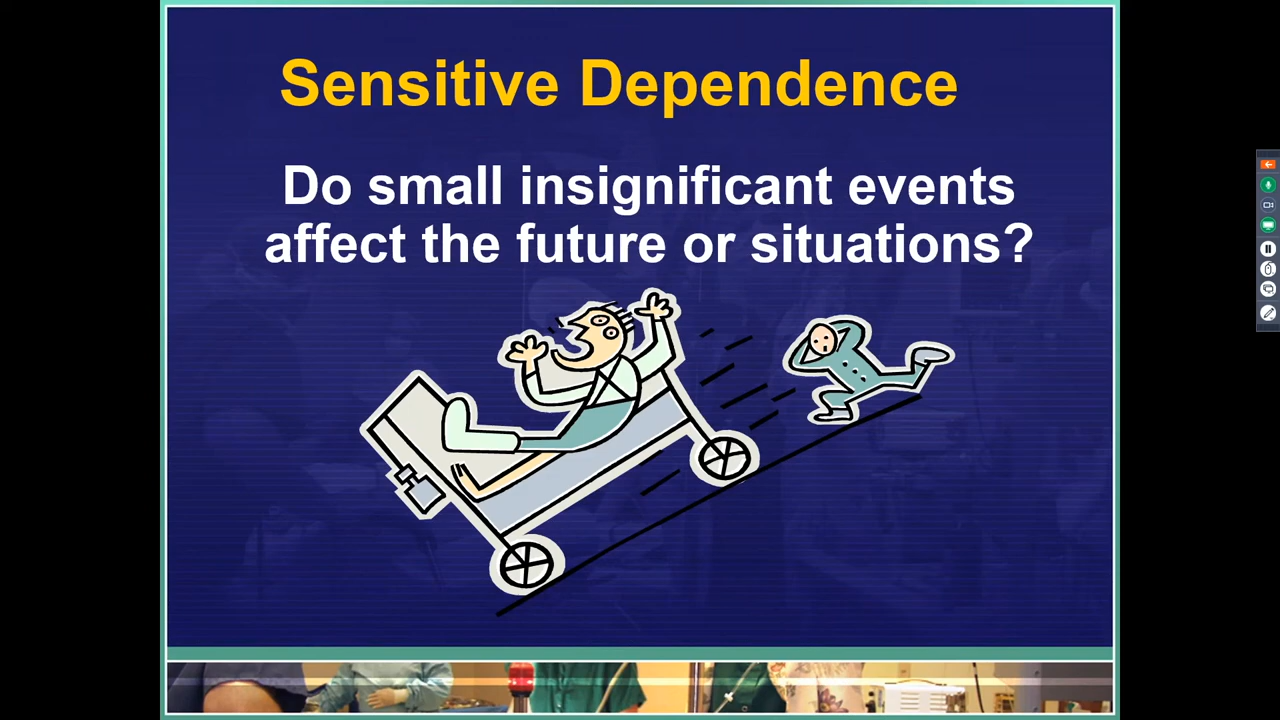 Sensitive Dependence
Do small insignificant events
affect the future or situations?